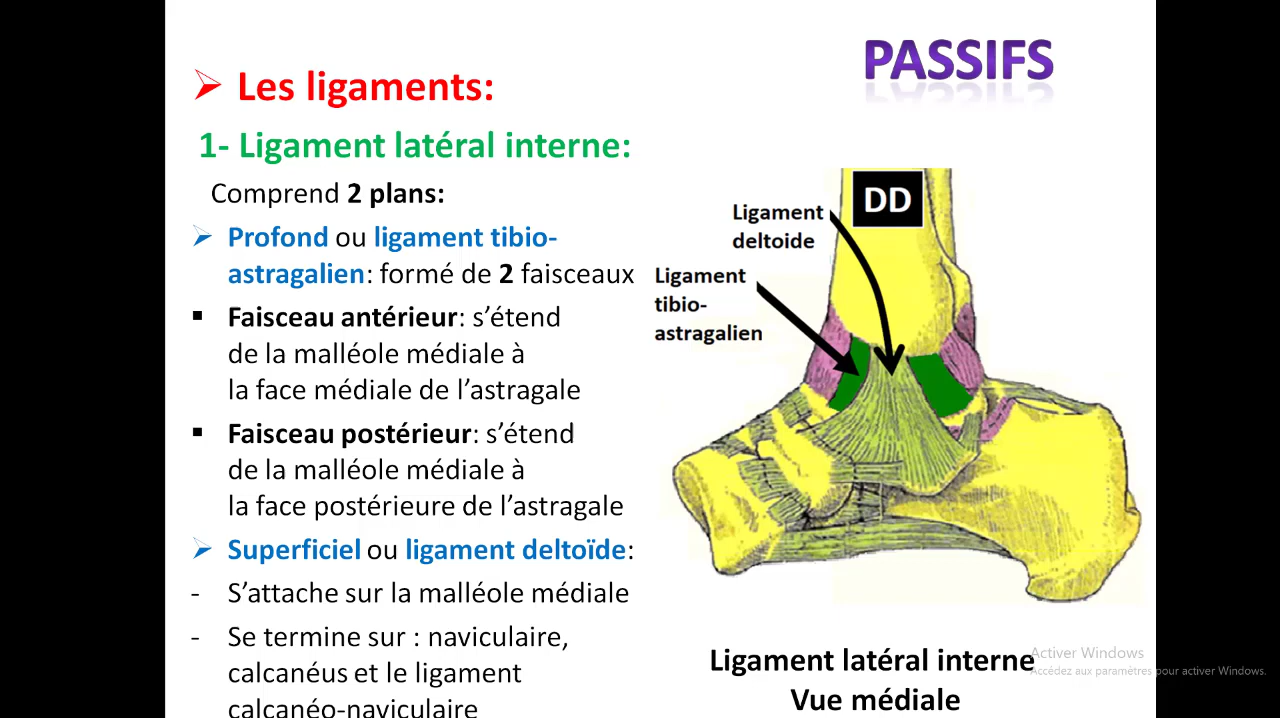 PASSIFS
➢ Les ligaments:
1- Ligament latéral interne:
Comprend 2 plans:
➢ Profond ou ligament tibio-
astragalien: formé de 2 faisceaux
▪ Faisceau antérieur: s’étend
de la malléole médiale à
la face médiale de l’astragale
▪ Faisceau postérieur: s’étend
de la malléole médiale à
la face postérieure de l’astragale
➢ Superficiel ou ligament deltoïde:
- S’attache sur la malléole médiale
- Se termine sur : naviculaire,
calcanéus et le ligament
calcanéo-naviculaire
DD
Ligament
deltoide
Ligament
tibio-
astragalien
Ligament latéral interne
Vue médiale
Activer Windows
Accédez aux paramètres pour activer Windows.